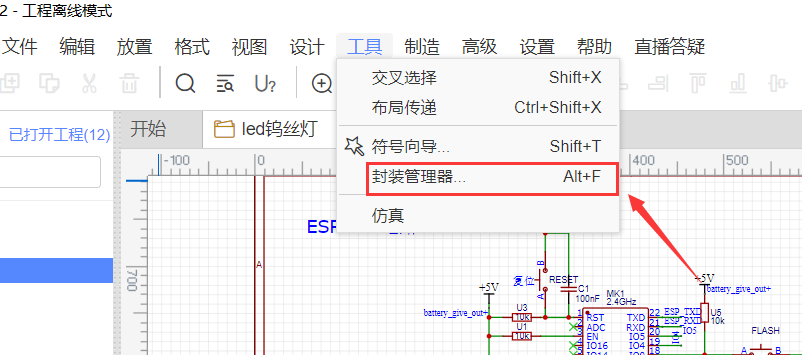 2 - 工程离线模式
文件 编辑 放置 格式 视图 设计 工具 制造 高级 设置 帮助 直播答疑
交叉选择 Shift+X
布局传递 Ctrl+Shift+X
符号向导... Shift+T
封装管理器... Alt+F
仿真
已打开工程(12)
开始
led钨丝灯
-100 0 400 500
700
ESP
A
+5V
battery_give_out+
复位
B
A
RESET
C1
100nF
U3
10k
U1
10k
MK1
2.4GHz
1 RST TXD 22 ESP_TXD
2 ADC RXD 21 ESP_RXD
3 EN IO5 20 IO5
IO16 IO4 19
+5V
battery_give_out+
U5
10k
FLASH
A B